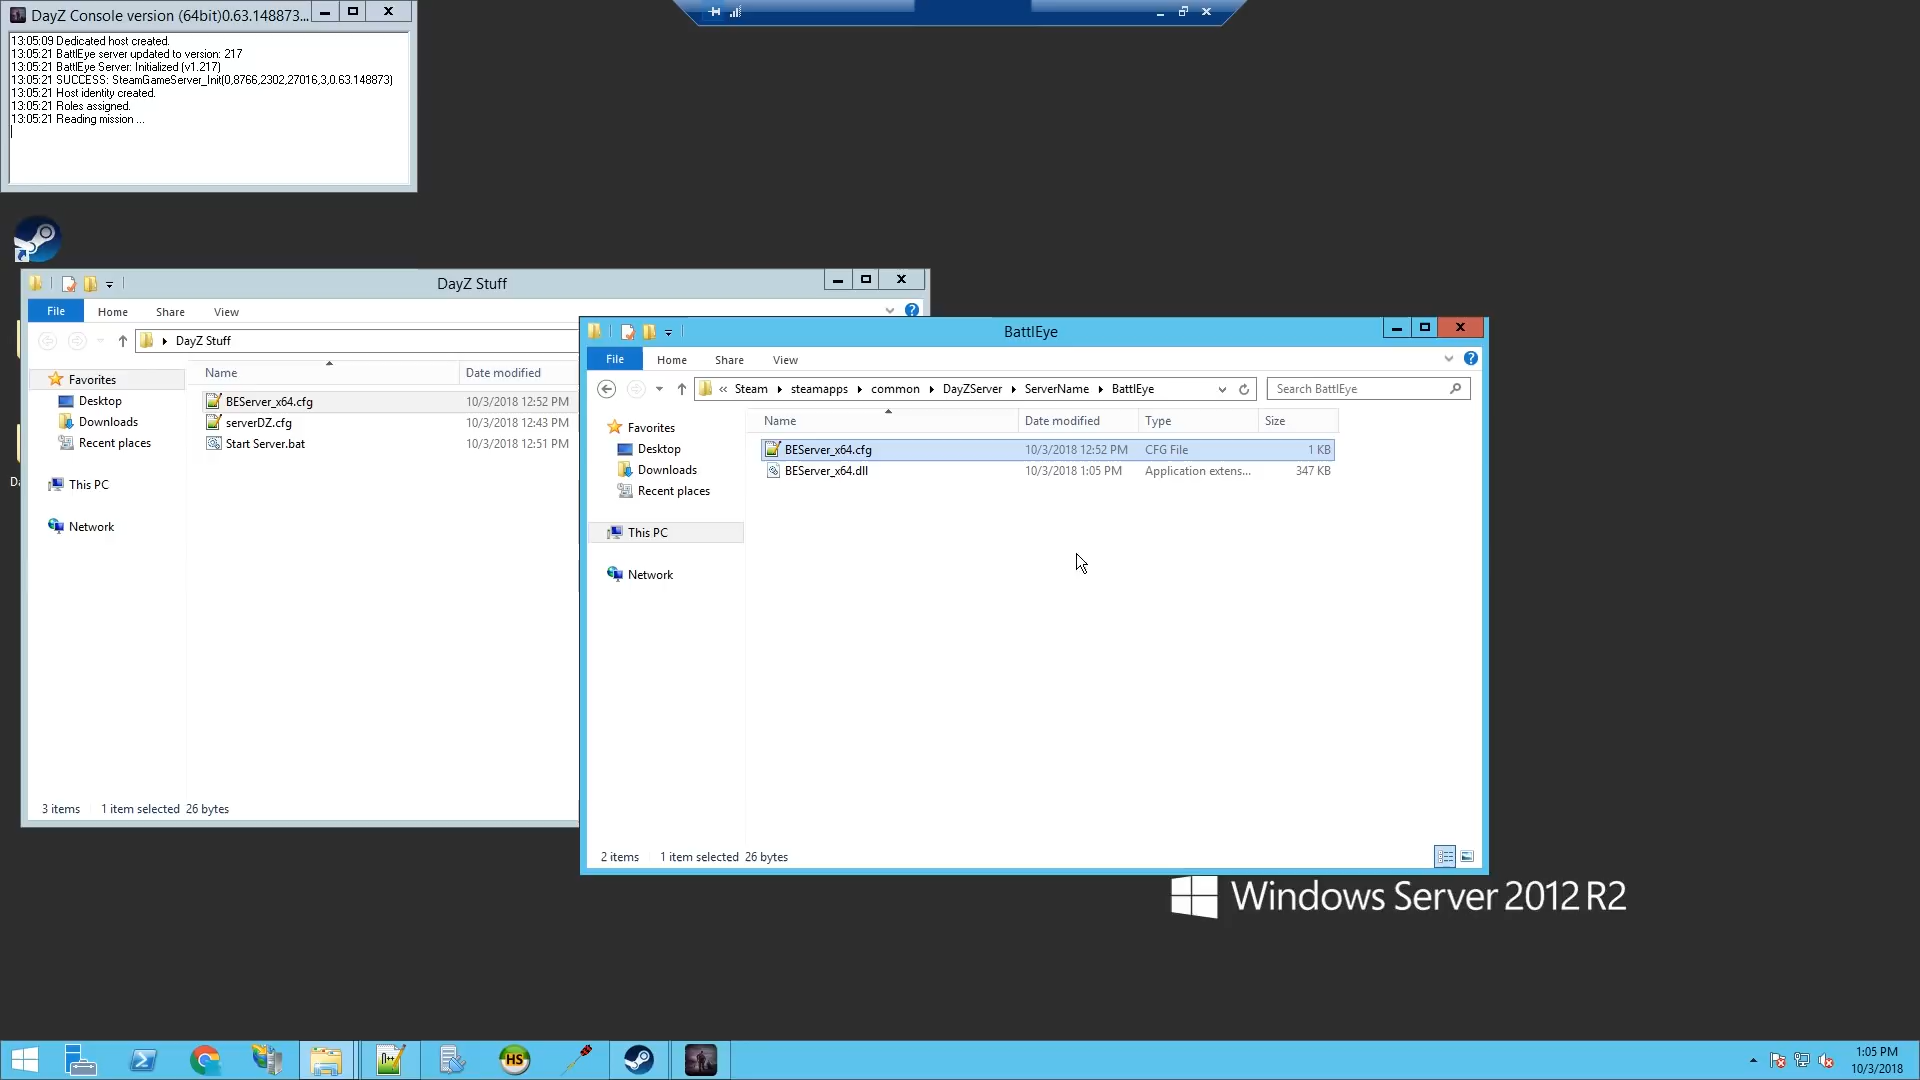 DayZ Console version (64bit)0.63.148873...
13:05:09 Dedicated host created.
13:05:21 BattlEye server updated to version: 217
13:05:21 BattlEye Server: Initialized (v1.217)
13:05:21 SUCCESS: SteamGameServer_Init(0,8766,2302,27016,3,0.63.148873)
13:05:21 Host identity created.
13:05:21 Roles assigned.
13:05:21 Reading mission ...
DayZ Stuff
File Home Share View
DayZ Stuff
Name Date modified
Favorites
Desktop
Downloads
Recent places
This PC
Network
BEServer_x64.cfg 10/3/2018 12:52 PM
serverDZ.cfg 10/3/2018 12:43 PM
Start Server.bat 10/3/2018 12:51 PM
3 items 1 item selected 26 bytes
BattlEye
File Home Share View
« Steam steamapps common DayZServer ServerName BattlEye
Search BattlEye
Name Date modified Type Size
Favorites
Desktop
Downloads
Recent places
This PC
Network
BEServer_x64.cfg 10/3/2018 12:52 PM CFG File 1 KB
BEServer_x64.dll 10/3/2018 1:05 PM Application extens... 347 KB
2 items 1 item selected 26 bytes
Windows Server 2012 R2
HS
1:05 PM
10/3/2018